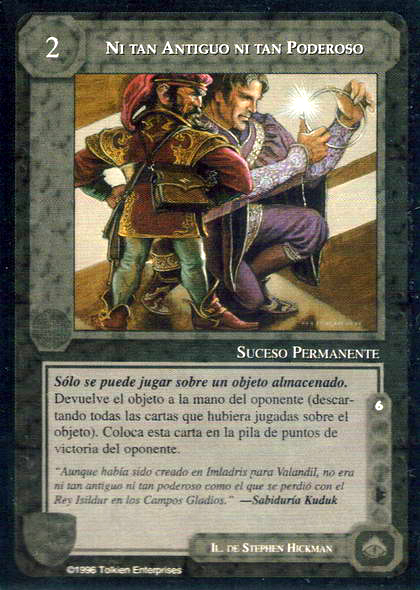 2
Ni tan Antiguo ni tan Poderoso
Suceso Permanente
Sólo se puede jugar sobre un objeto almacenado.
Devuelve el objeto a la mano del oponente (descar-
tando todas las cartas que hubiera jugadas sobre el
objeto). Coloca esta carta en la pila de puntos de
victoria del oponente.
6
"Aunque había sido creado en Imladris para Valandil, no era
ni tan antiguo ni tan poderoso como el que se perdió con el
Rey Isildur en los Campos Gladios." —Sabiduría Kuduk
Il. de Stephen Hickman
©1996 Tolkien Enterprises